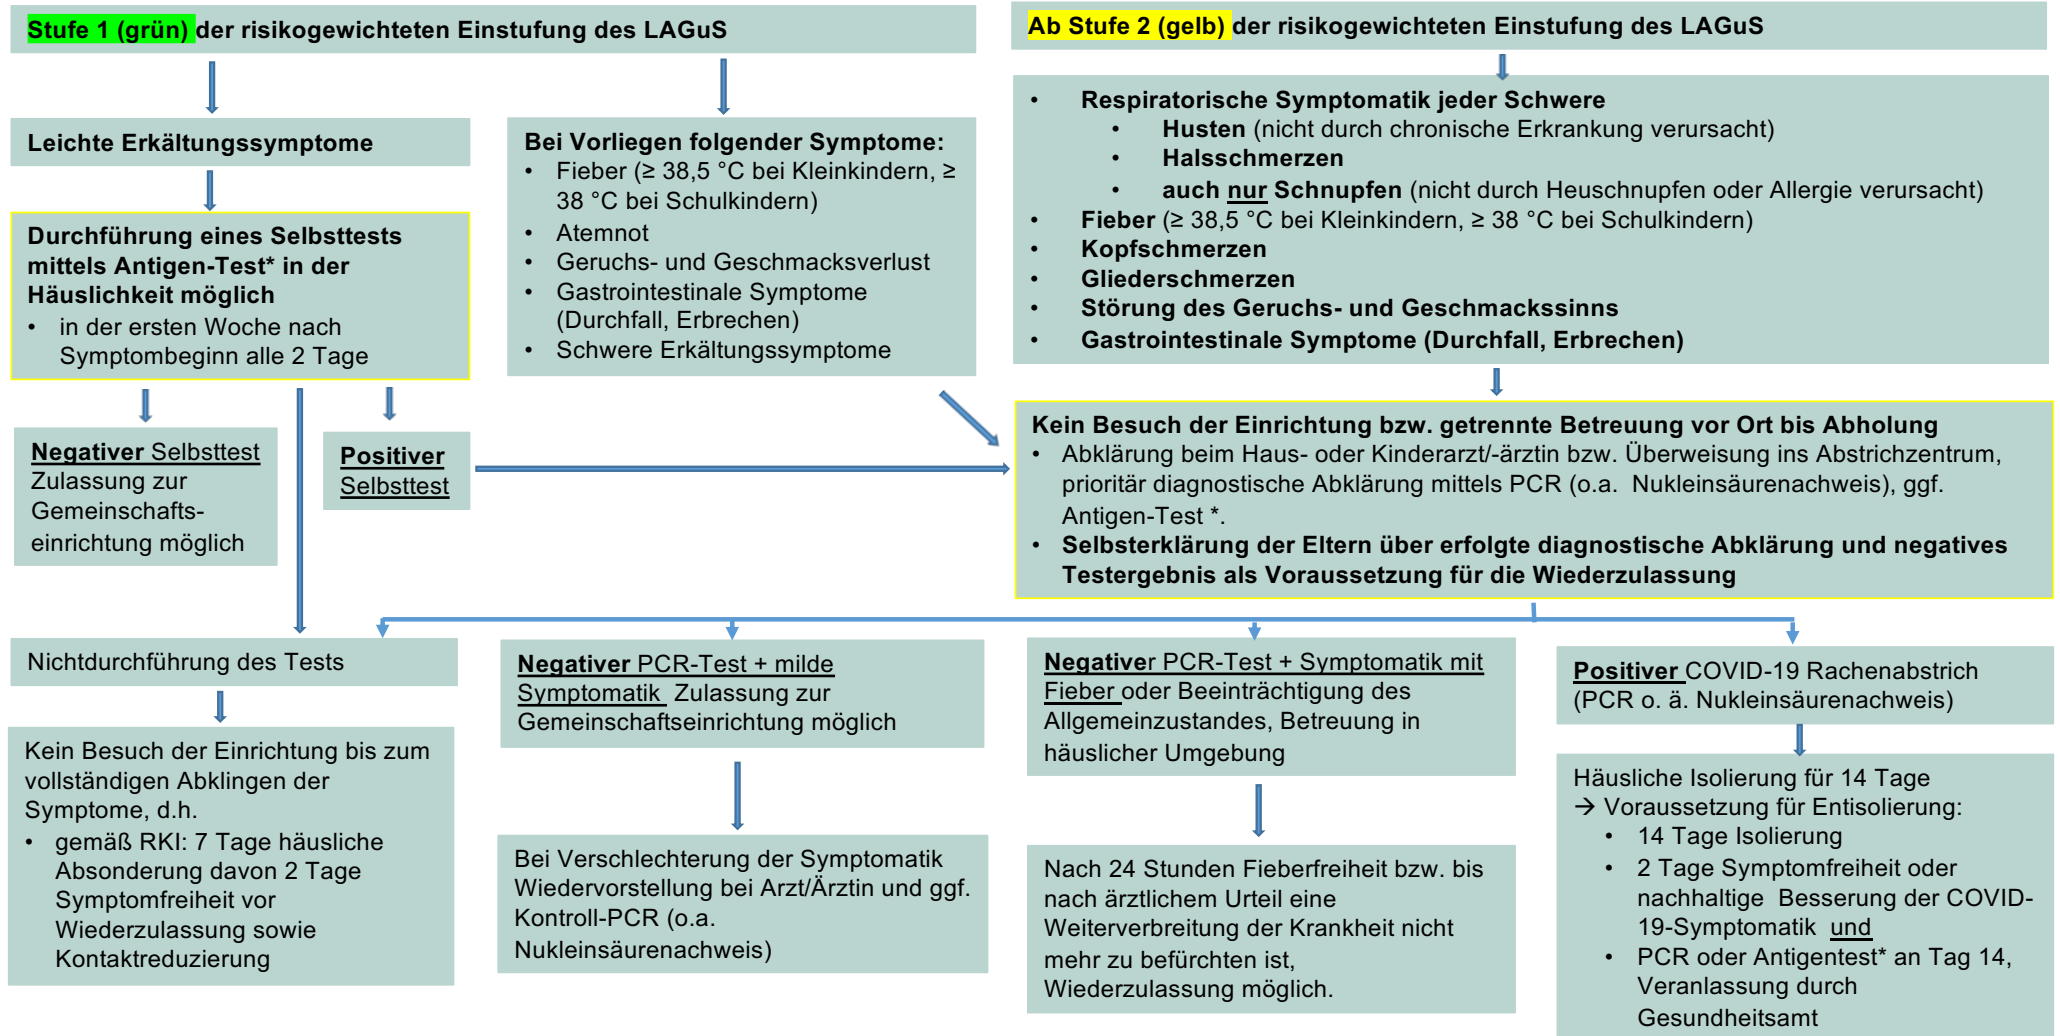 Stufe 1 (grün) der risikogewichteten Einstufung des LAGuS
Leichte Erkältungssymptome
Durchführung eines Selbsttests
mittels Antigen-Test* in der
Häuslichkeit möglich
• in der ersten Woche nach
Symptombeginn alle 2 Tage
Negativer Selbsttest
Zulassung zur
Gemeinschafts-
einrichtung möglich
Positiver
Selbsttest
Bei Vorliegen folgender Symptome:
• Fieber (≥ 38,5 °C bei Kleinkindern, ≥
38 °C bei Schulkindern)
• Atemnot
• Geruchs- und Geschmacksverlust
• Gastrointestinale Symptome
(Durchfall, Erbrechen)
• Schwere Erkältungssymptome
Ab Stufe 2 (gelb) der risikogewichteten Einstufung des LAGuS
• Respiratorische Symptomatik jeder Schwere
• Husten (nicht durch chronische Erkrankung verursacht)
• Halsschmerzen
• auch nur Schnupfen (nicht durch Heuschnupfen oder Allergie verursacht)
• Fieber (≥ 38,5 °C bei Kleinkindern, ≥ 38 °C bei Schulkindern)
• Kopfschmerzen
• Gliederschmerzen
• Störung des Geruchs- und Geschmackssinns
• Gastrointestinale Symptome (Durchfall, Erbrechen)
Kein Besuch der Einrichtung bzw. getrennte Betreuung vor Ort bis Abholung
• Abklärung beim Haus- oder Kinderarzt/-ärztin bzw. Überweisung ins Abstrichzentrum,
prioritär diagnostische Abklärung mittels PCR (o.a. Nukleinsäurenachweis), ggf.
Antigen-Test *.
• Selbsterklärung der Eltern über erfolgte diagnostische Abklärung und negatives
Testergebnis als Voraussetzung für die Wiederzulassung
Nichtdurchführung des Tests
Kein Besuch der Einrichtung bis zum
vollständigen Abklingen der
Symptome, d.h.
• gemäß RKI: 7 Tage häusliche
Absonderung davon 2 Tage
Symptomfreiheit vor
Wiederzulassung sowie
Kontaktreduzierung
Negativer PCR-Test + milde
Symptomatik Zulassung zur
Gemeinschaftseinrichtung möglich
Bei Verschlechterung der Symptomatik
Wiedervorstellung bei Arzt/Ärztin und ggf.
Kontroll-PCR (o.a.
Nukleinsäurenachweis)
Negativer PCR-Test + Symptomatik mit
Fieber oder Beeinträchtigung des
Allgemeinzustandes, Betreuung in
häuslicher Umgebung
Nach 24 Stunden Fieberfreiheit bzw. bis
nach ärztlichem Urteil eine
Weiterverbreitung der Krankheit nicht
mehr zu befürchten ist,
Wiederzulassung möglich.
Positiver COVID-19 Rachenabstrich
(PCR o. ä. Nukleinsäurenachweis)
Häusliche Isolierung für 14 Tage
→ Voraussetzung für Entisolierung:
• 14 Tage Isolierung
• 2 Tage Symptomfreiheit oder
nachhaltige Besserung der COVID-
19-Symptomatik und
• PCR oder Antigentest* an Tag 14,
Veranlassung durch
Gesundheitsamt